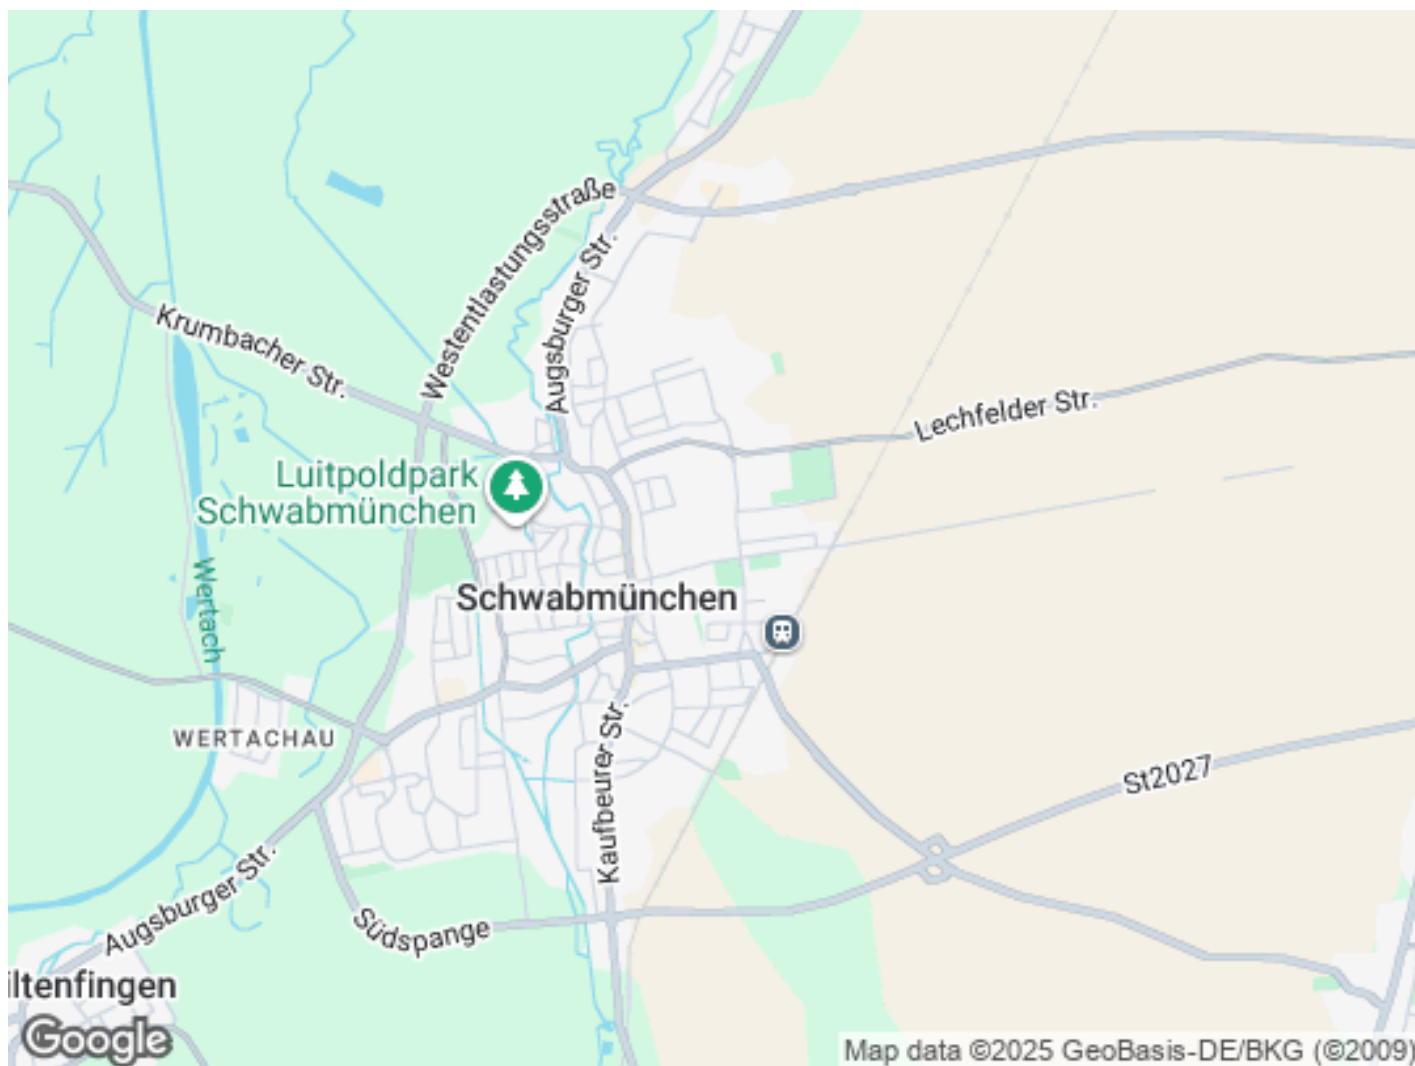 Westentlastungsstraße
Augsburger Str.
Krumbacher Str.
Lechfelder Str.
Luitpoldpark
Schwabmünchen
Wertach
Schwabmünchen
WERTACHAU
Kaufbeurer Str.
St2027
Augsburger Str.
Südspange
iltenfingen
Google
Map data ©2025 GeoBasis-DE/BKG (©2009)